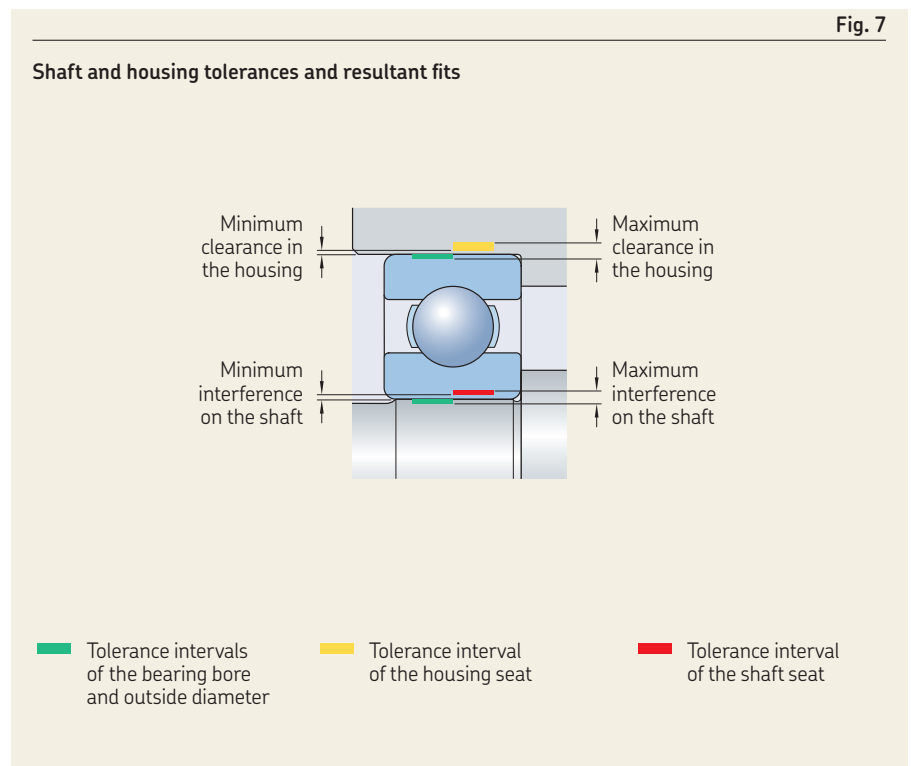 Fig. 7
Shaft and housing tolerances and resultant fits
Minimum
clearance in
the housing
Maximum
clearance in
the housing
Minimum
interference
on the shaft
Maximum
interference
on the shaft
Tolerance intervals
of the bearing bore
and outside diameter
Tolerance interval
of the housing seat
Tolerance interval
of the shaft seat